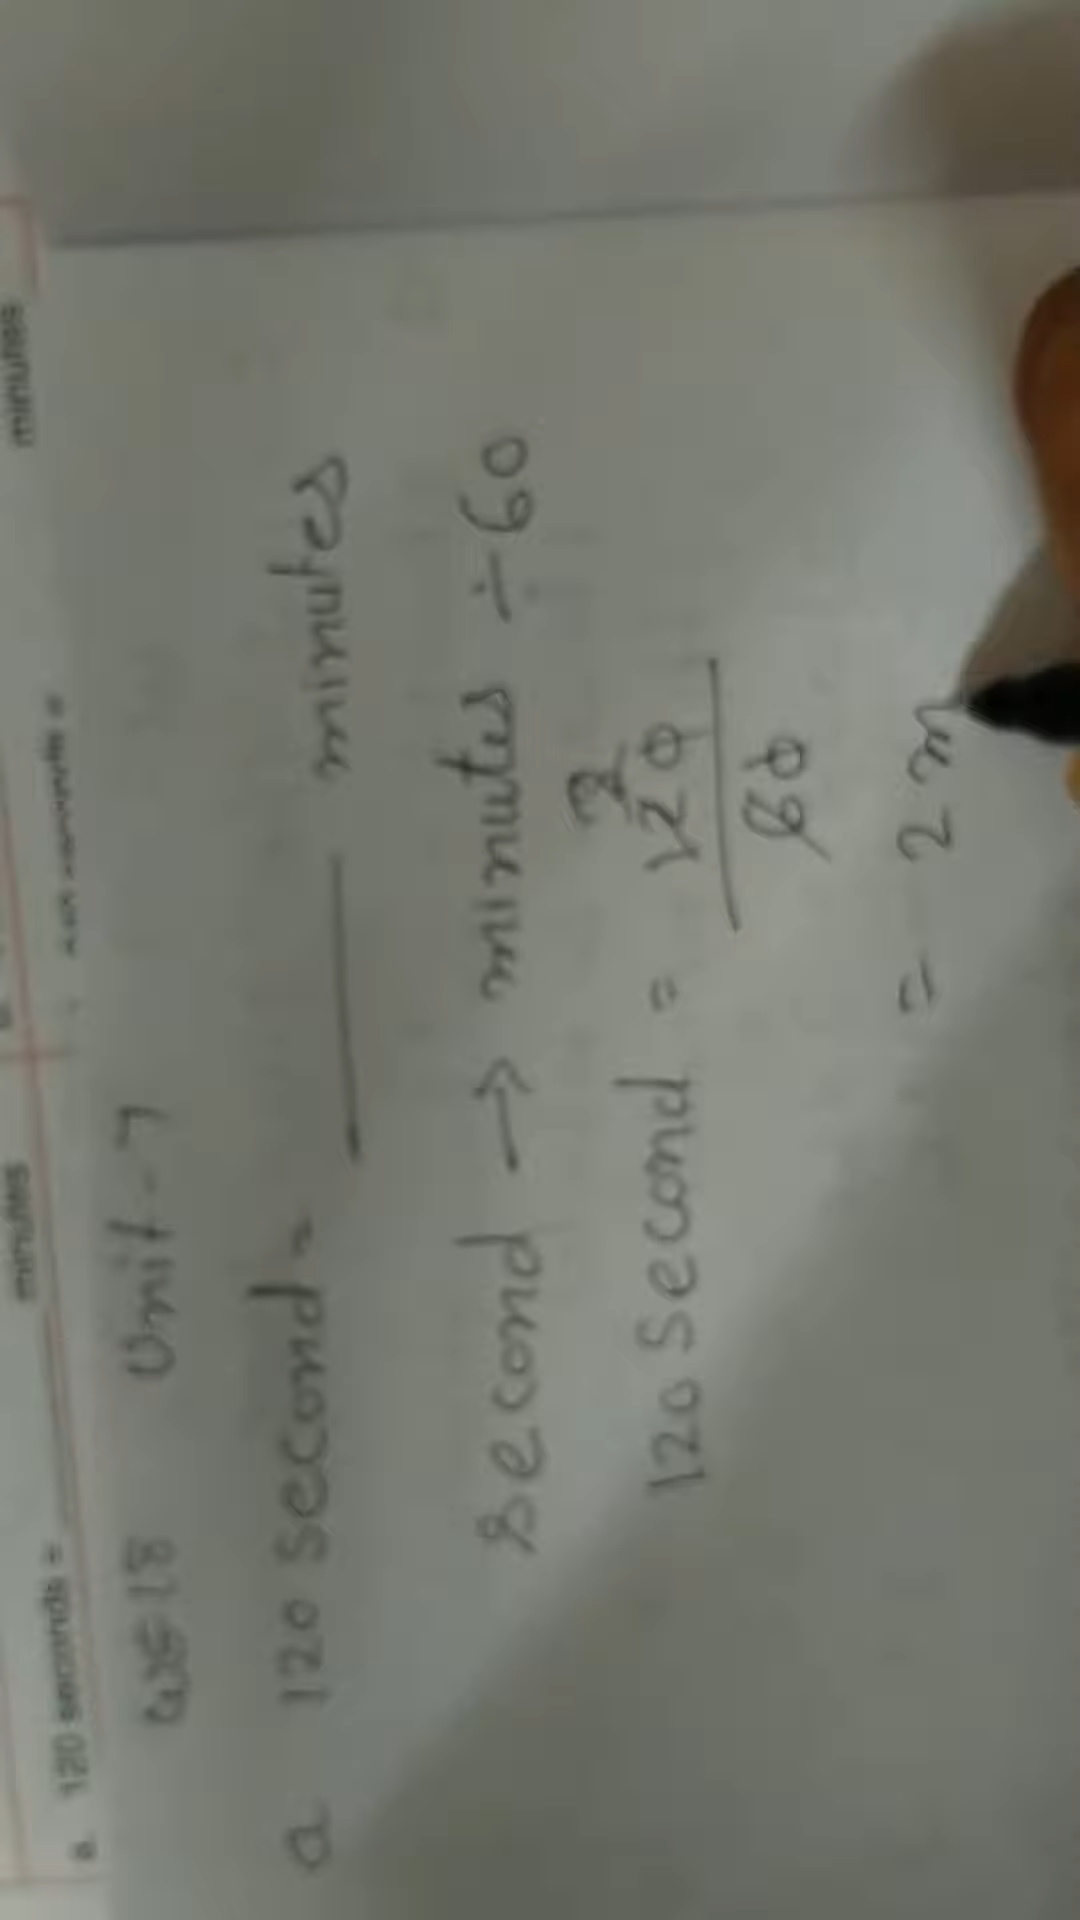 a. 120 seconds = minutes
minutes
WS 18 Unit-7
a 120 second = minutes
second → minutes ÷ 60
2
120 second = 120
60
= 2 m